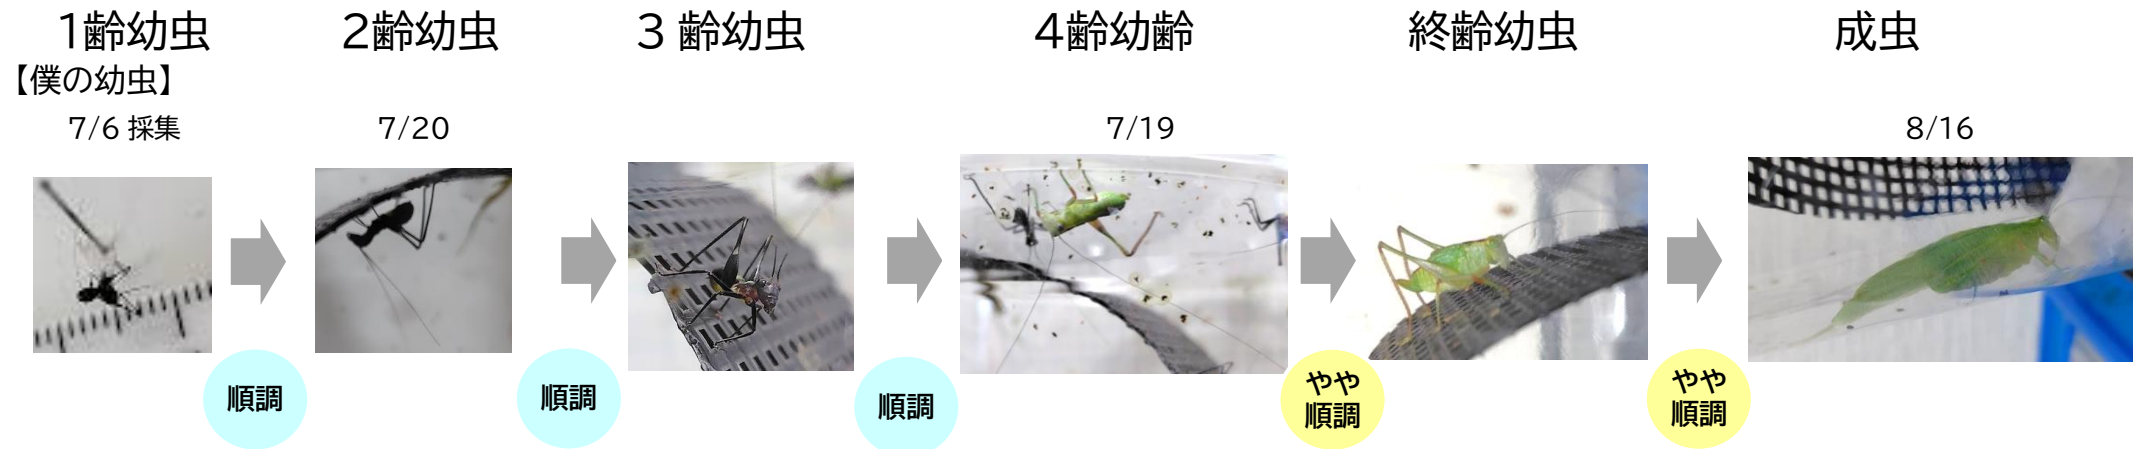 1齢幼虫
2齢幼虫
3 齢幼虫
4齢幼齢
終齢幼虫
成虫
【僕の幼虫】
7/6 採集
7/20
7/19
8/16
順調
順調
順調
やや
順調
やや
順調